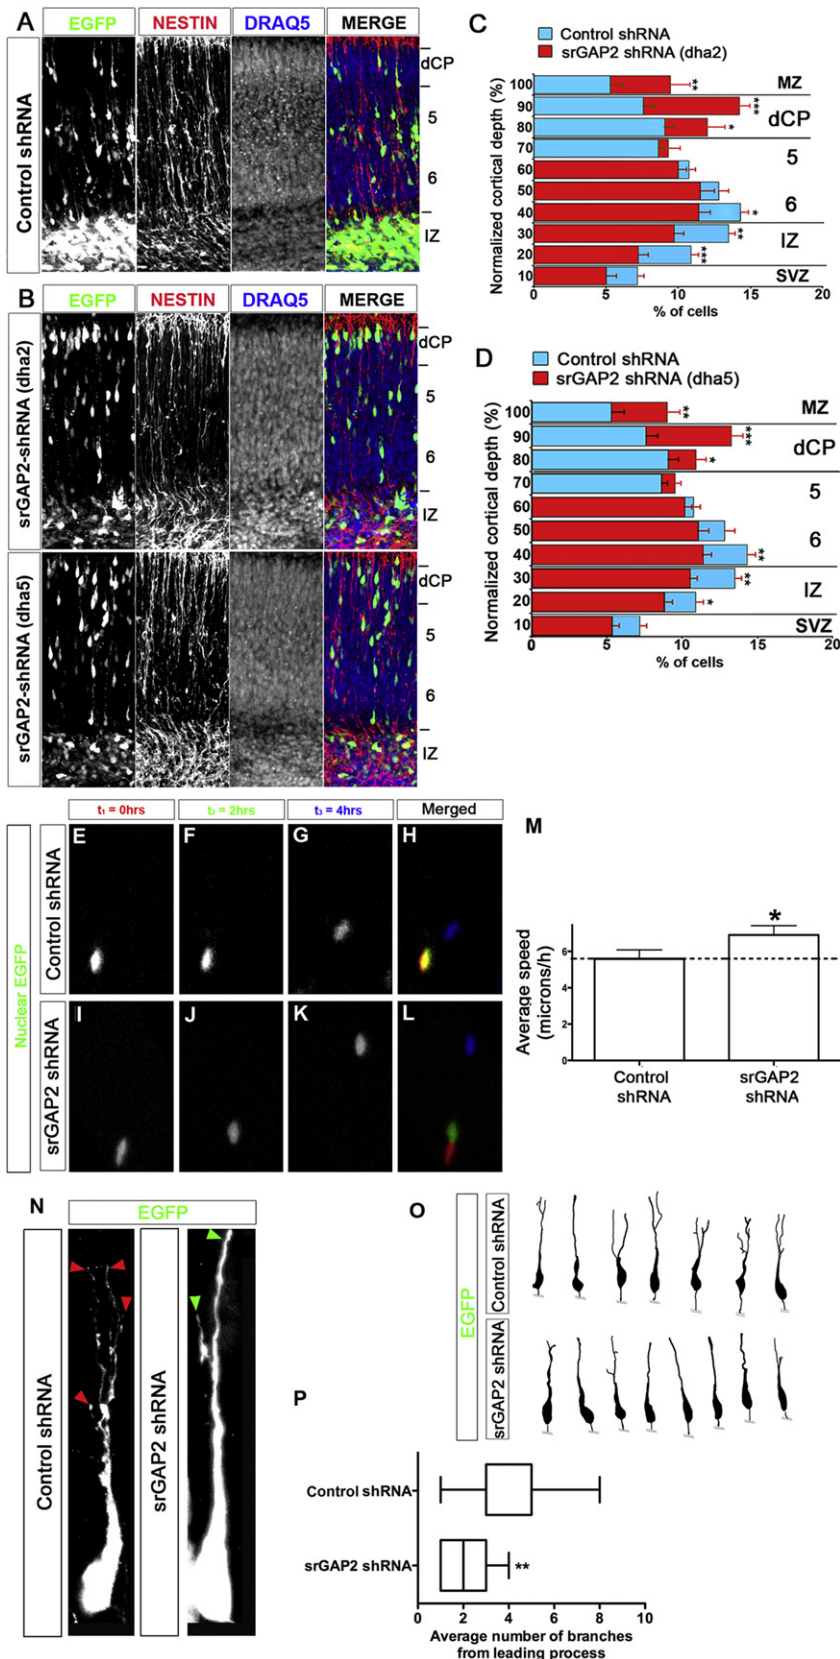 A
EGFP NESTIN DRAQ5 MERGE
Control shRNA
dCP
5
6
IZ
B
EGFP NESTIN DRAQ5 MERGE
srGAP2-shRNA (dha2)
dCP
5
6
IZ
srGAP2-shRNA (dha5)
dCP
5
6
IZ
C
Control shRNA
srGAP2 shRNA (dha2)
Normalized cortical depth (%)
100 ** MZ
90 ***
dCP
80 *
70
5
60
50
6
40 *
30 **
IZ
20 ***
10 SVZ
0 5 10 15 20
% of cells
D
Control shRNA
srGAP2 shRNA (dha5)
Normalized cortical depth (%)
100 ** MZ
90 ***
dCP
80 *
70
5
60
50
6
40 **
30 **
IZ
20 *
10 SVZ
0 5 10 15 20
% of cells
t₁ = 0hrs t₂ = 2hrs t₃ = 4hrs Merged
Nuclear EGFP
Control shRNA
E F G H
srGAP2 shRNA
I J K L
M
Average speed
(microns/h)
6
4
2
0
*
Control
shRNA
srGAP2
shRNA
N
EGFP
Control shRNA
srGAP2 shRNA
O
EGFP
Control shRNA
srGAP2 shRNA
P
Control shRNA
srGAP2 shRNA **
0 2 4 6 8 10
Average number of branches
from leading process